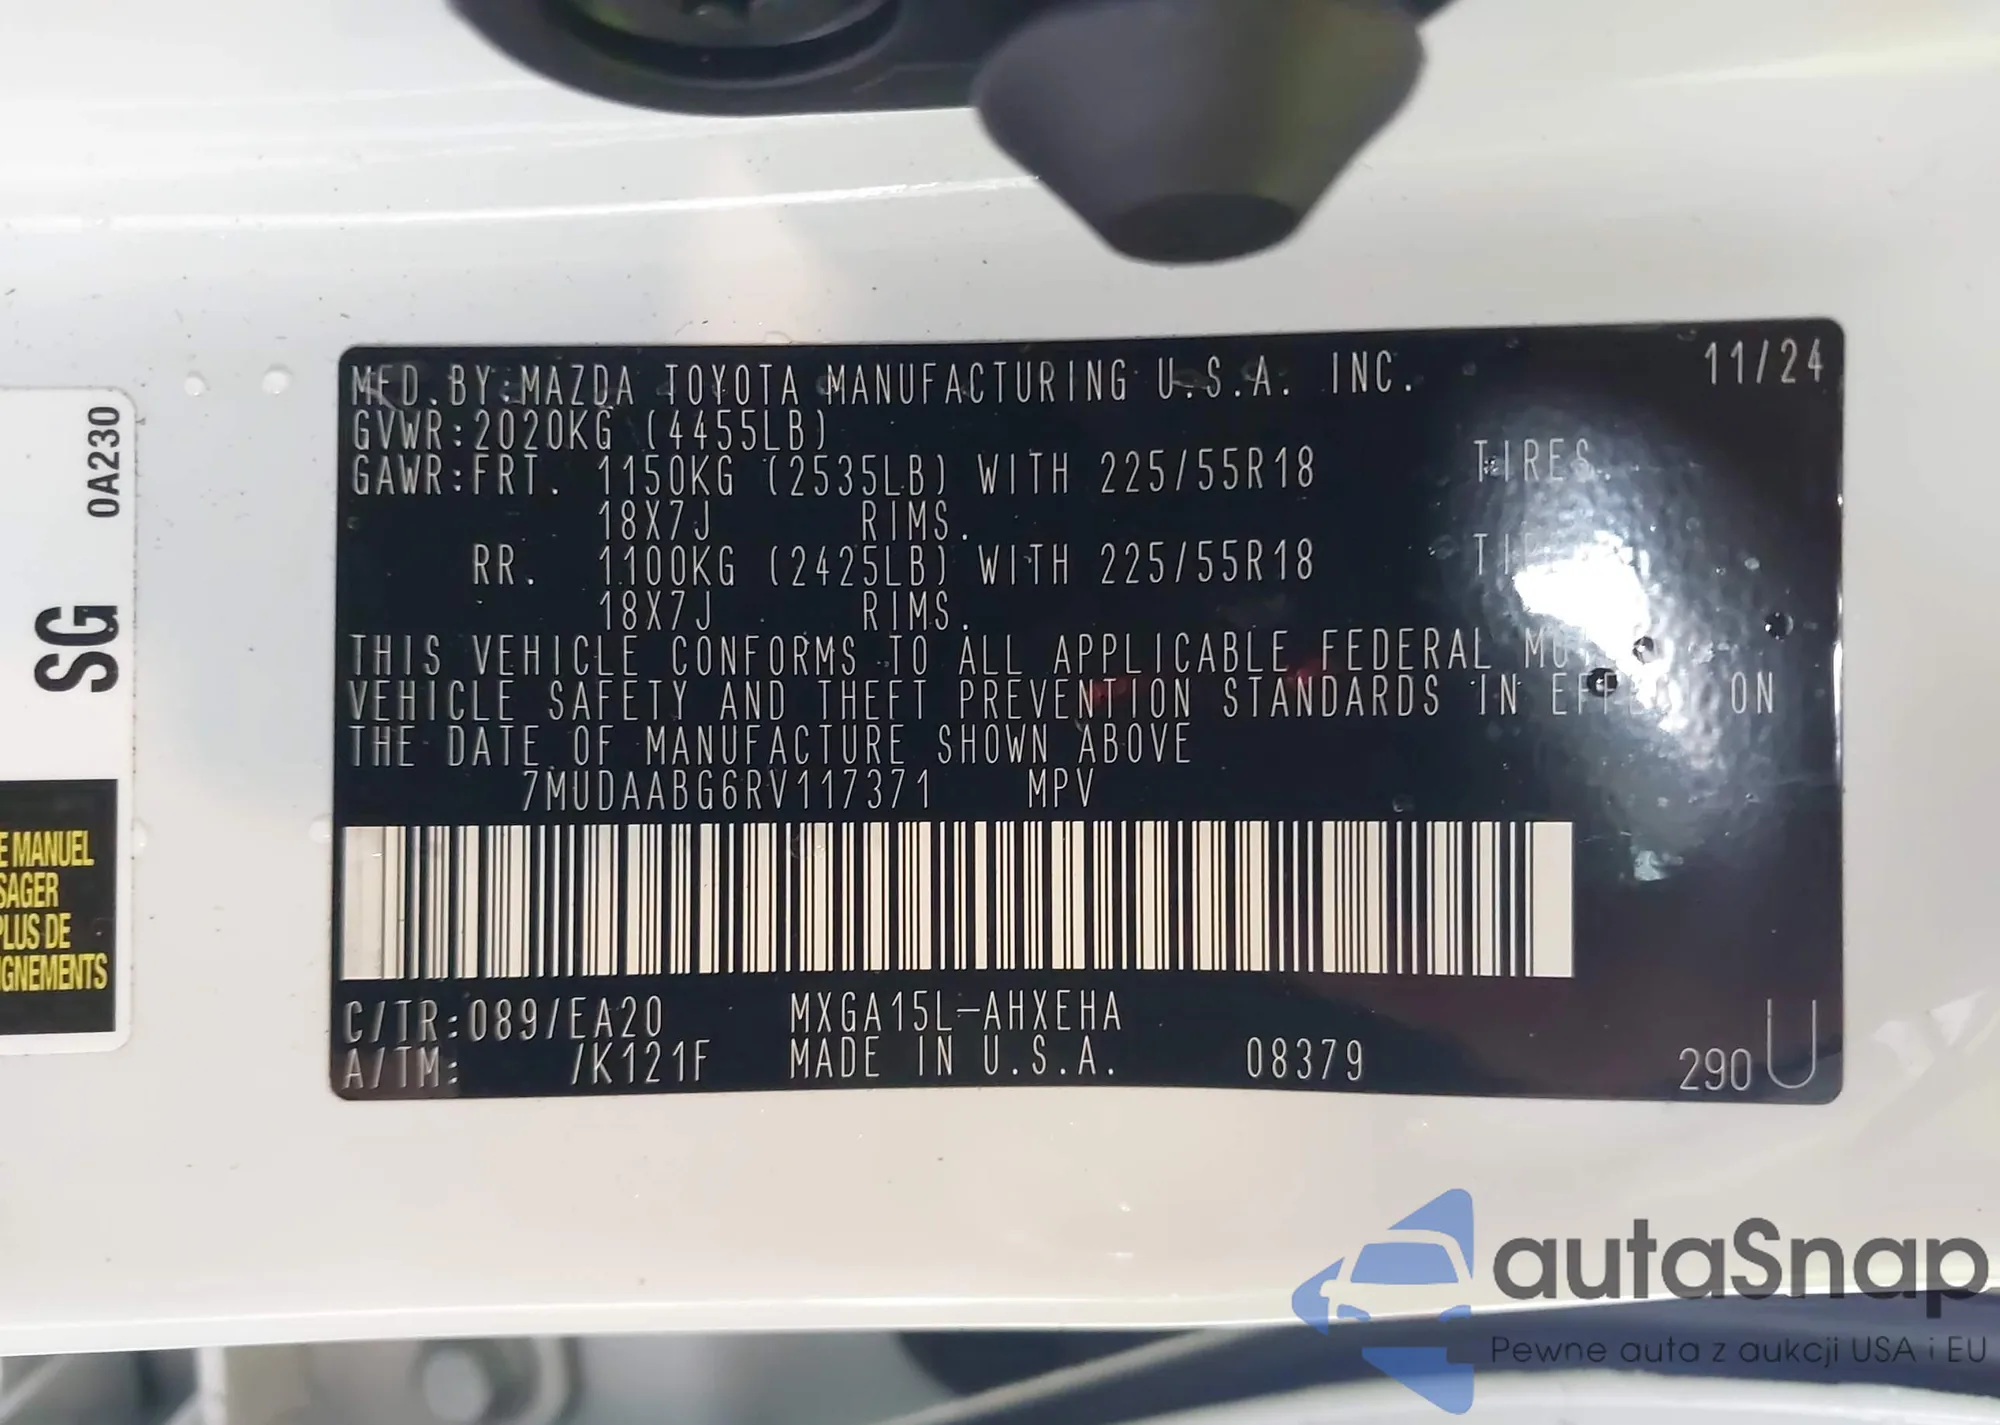 MFD.BY:MAZDA TOYOTA MANUFACTURING U.S.A. INC. 11/24
GVWR:2020KG (4455LB)
GAWR:FRT. 1150KG (2535LB) WITH 225/55R18 TIRES.
18X7J RIMS.
RR. 1100KG (2425LB) WITH 225/55R18
18X7J RIMS.
THIS VEHICLE CONFORMS TO ALL APPLICABLE FEDERAL
VEHICLE SAFETY AND THEFT PREVENTION STANDARDS IN ON
THE DATE OF MANUFACTURE SHOWN ABOVE
7MUDAABG6RV117371 MPV
C/TR:089/EA20 MXGA15L-AHXEHA
A/TM: /K121F MADE IN U.S.A. 08379 290 U
0A230
SG
E MANUEL
SAGER
PLUS DE
IGNEMENTS
autaSnap
Pewne auta z aukcji USA i EU